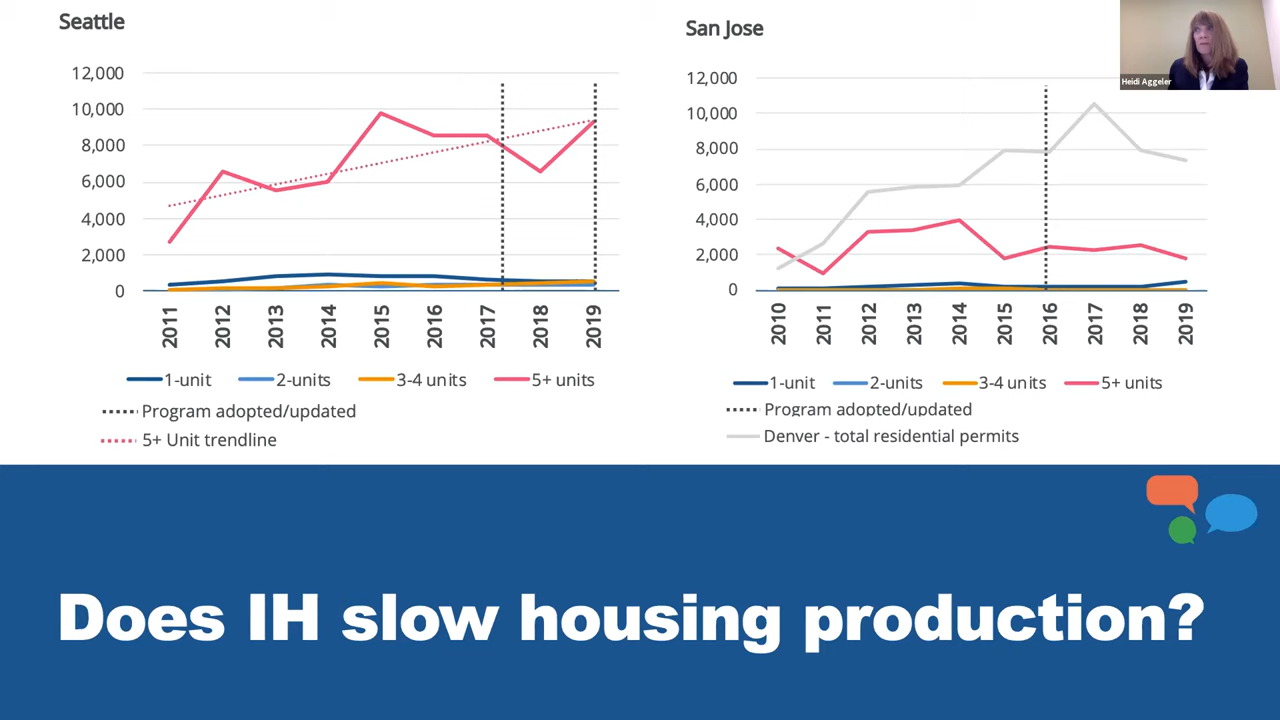 Seattle
12,000
10,000
8,000
6,000
4,000
2,000
0
2011
2012
2013
2014
2015
2016
2017
2018
2019
1-unit
2-units
3-4 units
5+ units
Program adopted/updated
5+ Unit trendline
San Jose
12,000
10,000
8,000
6,000
4,000
2,000
0
2010
2011
2012
2013
2014
2015
2016
2017
2018
2019
1-unit
2-units
3-4 units
5+ units
Program adopted/updated
Denver - total residential permits
Heidi Aggeler
Does IH slow housing production?